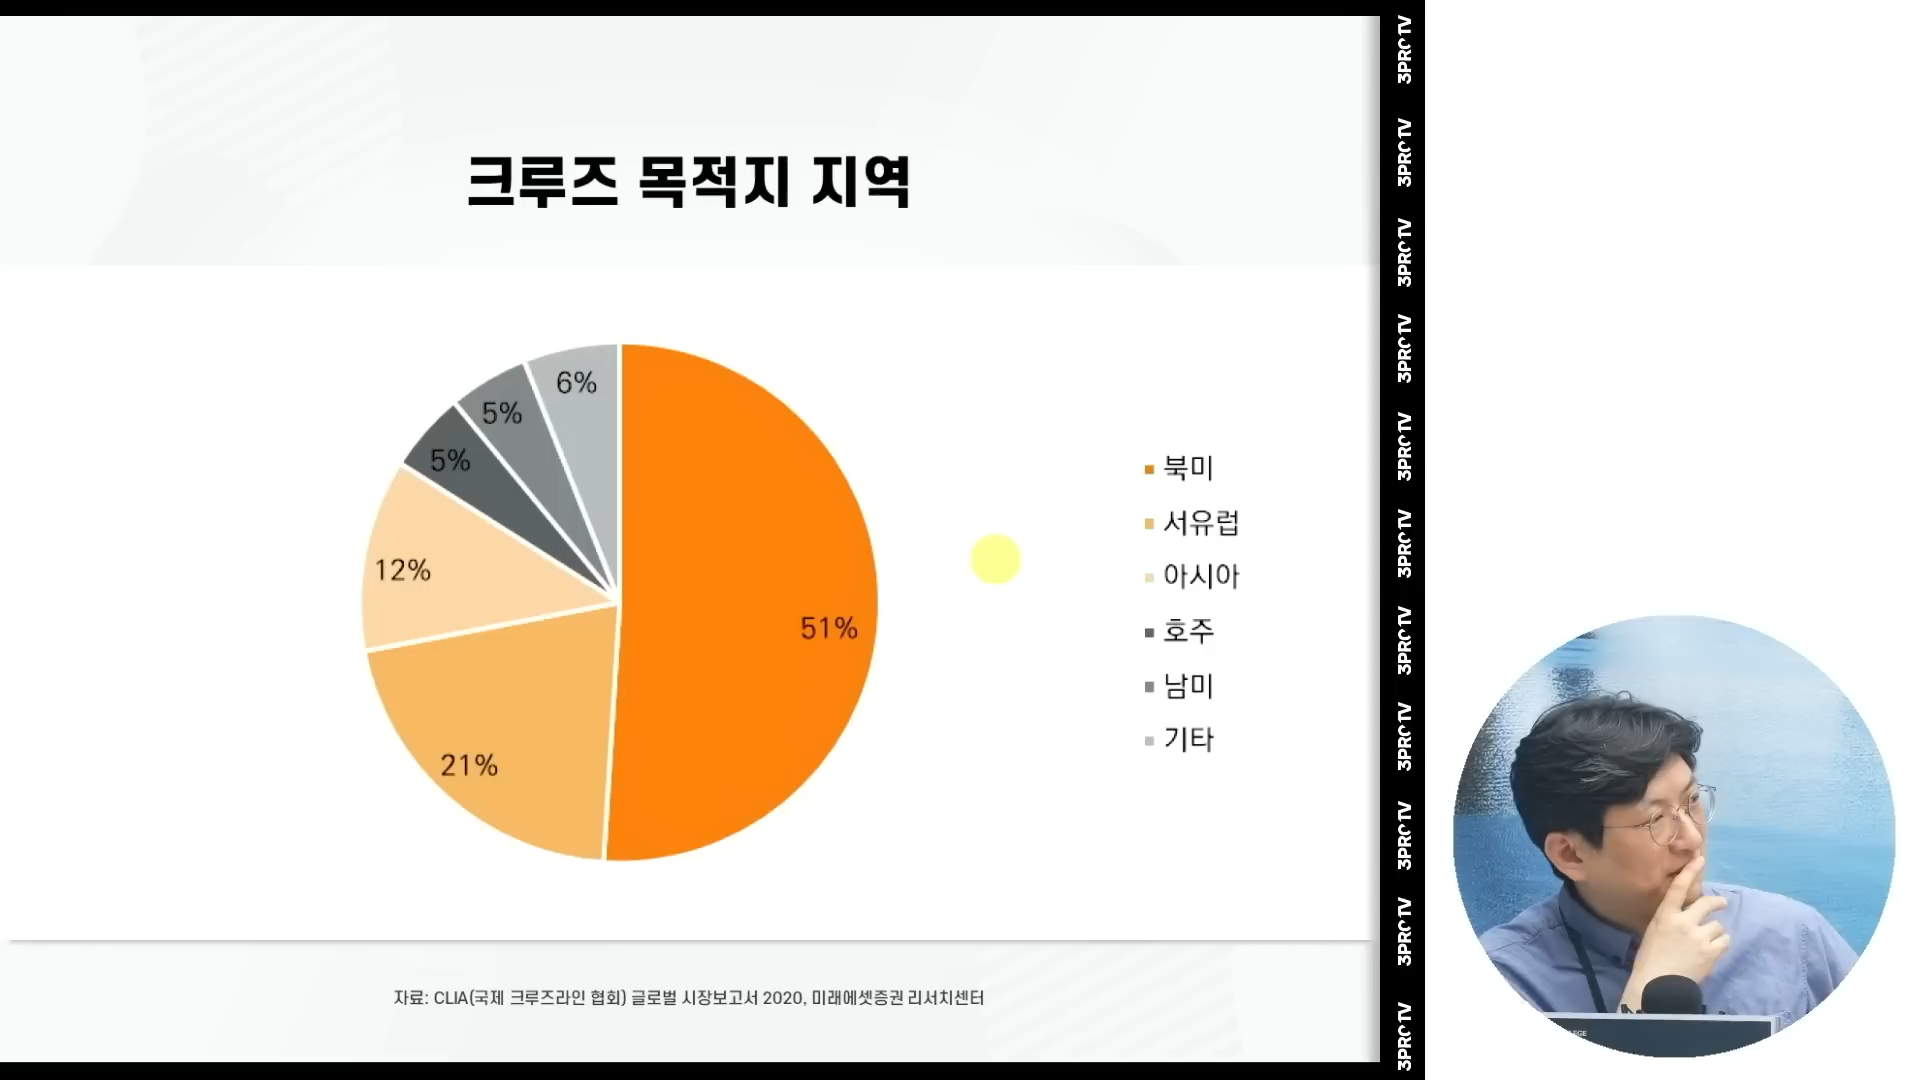 크루즈 목적지 지역
6%
5%
5%
12%
51%
21%
북미
서유럽
아시아
호주
남미
기타
자료: CLIA(국제 크루즈라인 협회) 글로벌 시장보고서 2020, 미래에셋증권 리서치센터
3PROTV
3PROTV
3PROTV
3PROTV
3PROTV
3PROTV
3PROTV
3PROTV
3PROTV
3PROTV
3PROTV